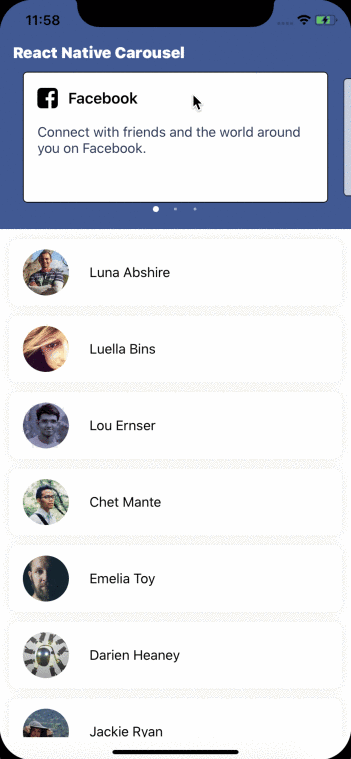 11:58
React Native Carousel
Facebook
Connect with friends and the world around
you on Facebook.
Luna Abshire
Luella Bins
Lou Ernser
Chet Mante
Emelia Toy
Darien Heaney
Jackie Ryan